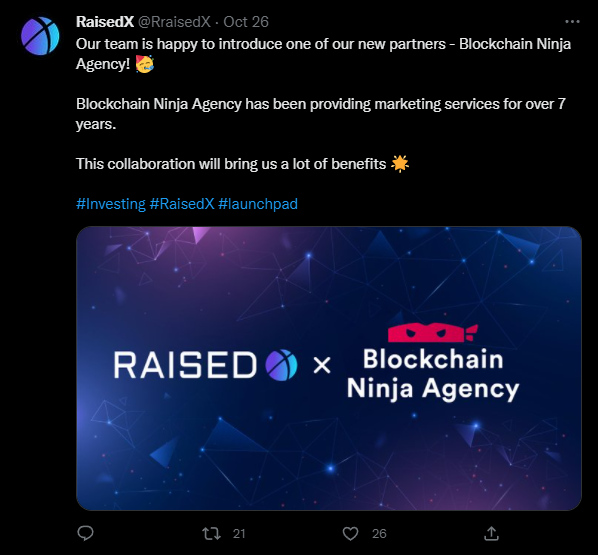 RaisedX @RraisedX · Oct 26
Our team is happy to introduce one of our new partners - Blockchain Ninja
Agency! 🥳
Blockchain Ninja Agency has been providing marketing services for over 7
years.
This collaboration will bring us a lot of benefits 🌟
#Investing #RaisedX #launchpad
RAISED X × Blockchain
Ninja Agency
21 26